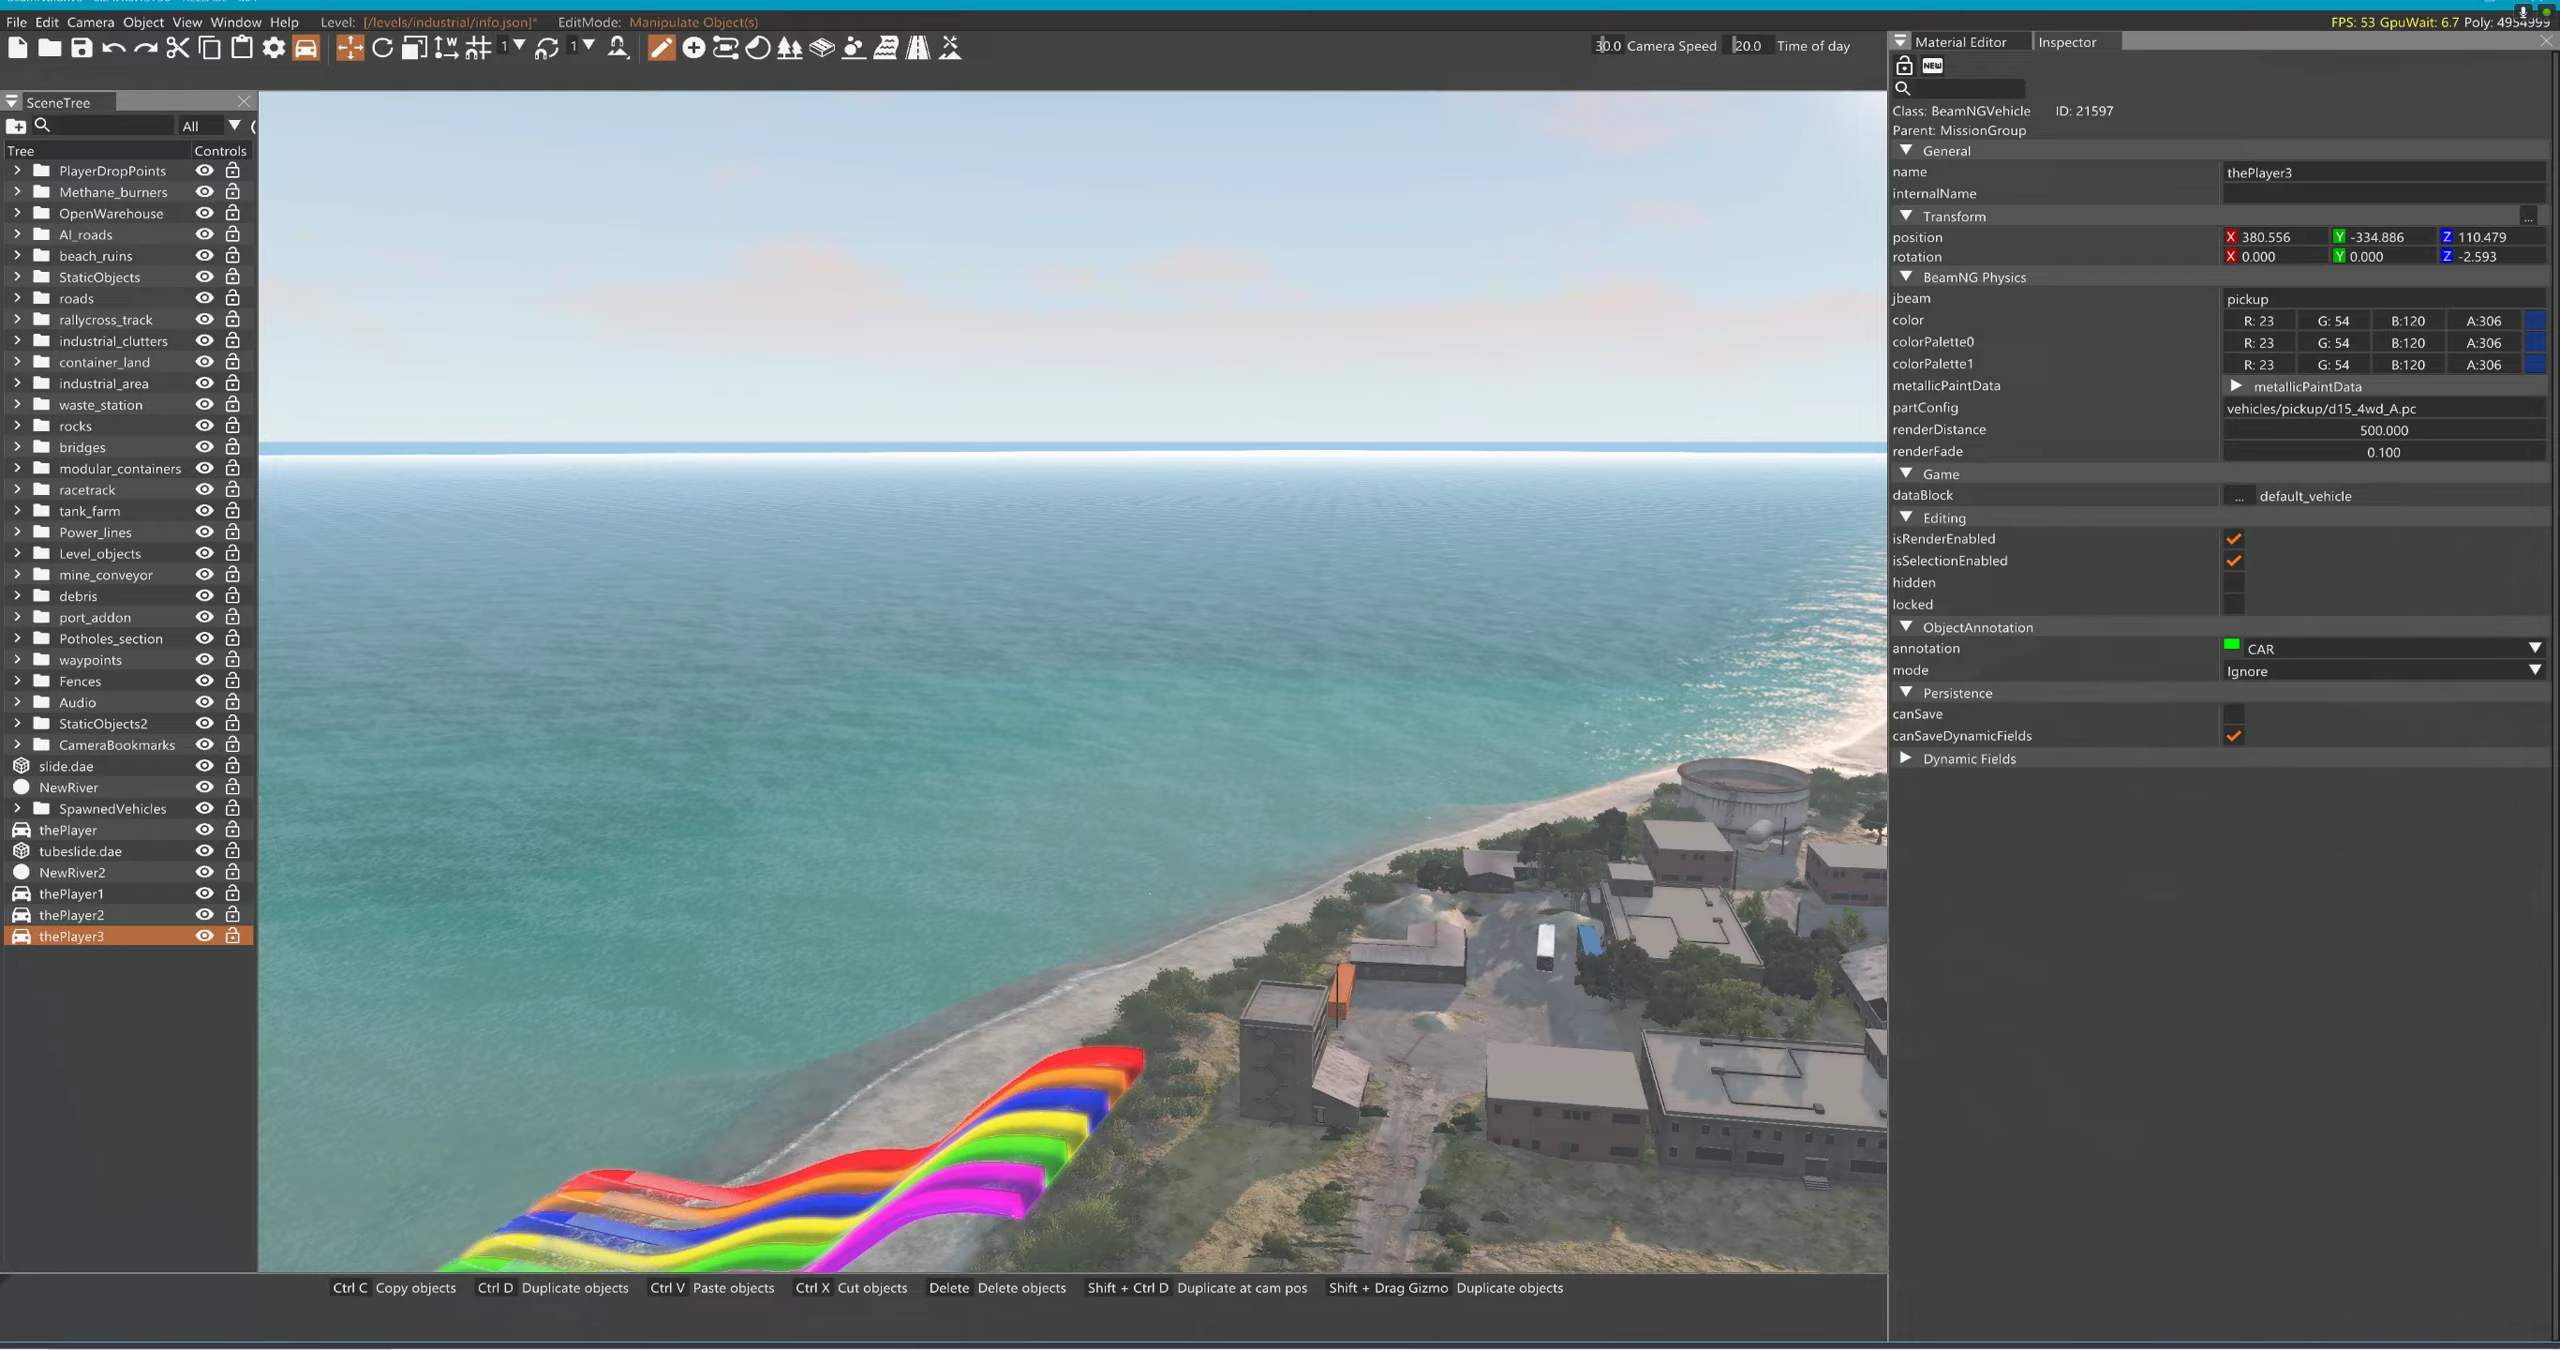 File Edit Camera Object View Window Help Level: [/levels/industrial/info.json]* EditMode: Manipulate Object(s)
FPS: 53 GpuWait: 6.7 Poly: 4954999
1 1 30.0 Camera Speed 20.0 Time of day
Material Editor Inspector
NEW
SceneTree
All
Tree Controls
PlayerDropPoints
Methane_burners
OpenWarehouse
AI_roads
beach_ruins
StaticObjects
roads
rallycross_track
industrial_clutters
container_land
industrial_area
waste_station
rocks
bridges
modular_containers
racetrack
tank_farm
Power_lines
Level_objects
mine_conveyor
debris
port_addon
Potholes_section
waypoints
Fences
Audio
StaticObjects2
CameraBookmarks
slide.dae
NewRiver
SpawnedVehicles
thePlayer
tubeslide.dae
NewRiver2
thePlayer1
thePlayer2
thePlayer3
Class: BeamNGVehicle ID: 21597
Parent: MissionGroup
General
name thePlayer3
internalName
Transform ...
position X 380.556 Y -334.886 Z 110.479
rotation X 0.000 Y 0.000 Z -2.593
BeamNG Physics
jbeam pickup
color R: 23 G: 54 B:120 A:306
colorPalette0 R: 23 G: 54 B:120 A:306
colorPalette1 R: 23 G: 54 B:120 A:306
metallicPaintData metallicPaintData
partConfig vehicles/pickup/d15_4wd_A.pc
renderDistance 500.000
renderFade 0.100
Game
dataBlock ... default_vehicle
Editing
isRenderEnabled
isSelectionEnabled
hidden
locked
ObjectAnnotation
annotation CAR
mode Ignore
Persistence
canSave
canSaveDynamicFields
Dynamic Fields
Ctrl C Copy objects Ctrl D Duplicate objects Ctrl V Paste objects Ctrl X Cut objects Delete Delete objects Shift + Ctrl D Duplicate at cam pos Shift + Drag Gizmo Duplicate objects